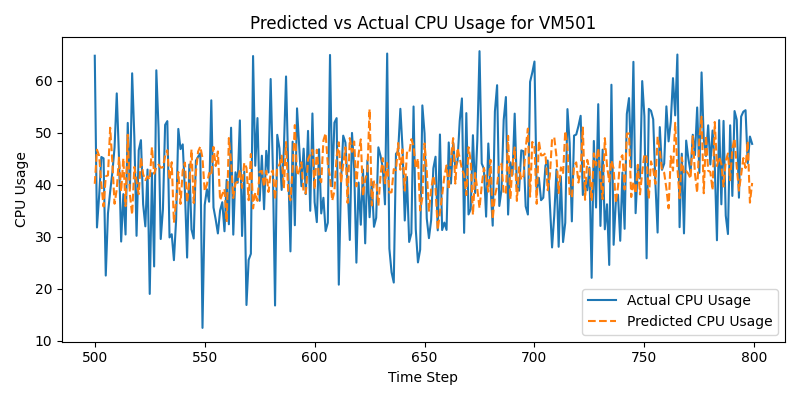 Predicted vs Actual CPU Usage for VM501
CPU Usage
60
50
40
30
20
10
500
550
600
650
700
750
800
Time Step
Actual CPU Usage
Predicted CPU Usage